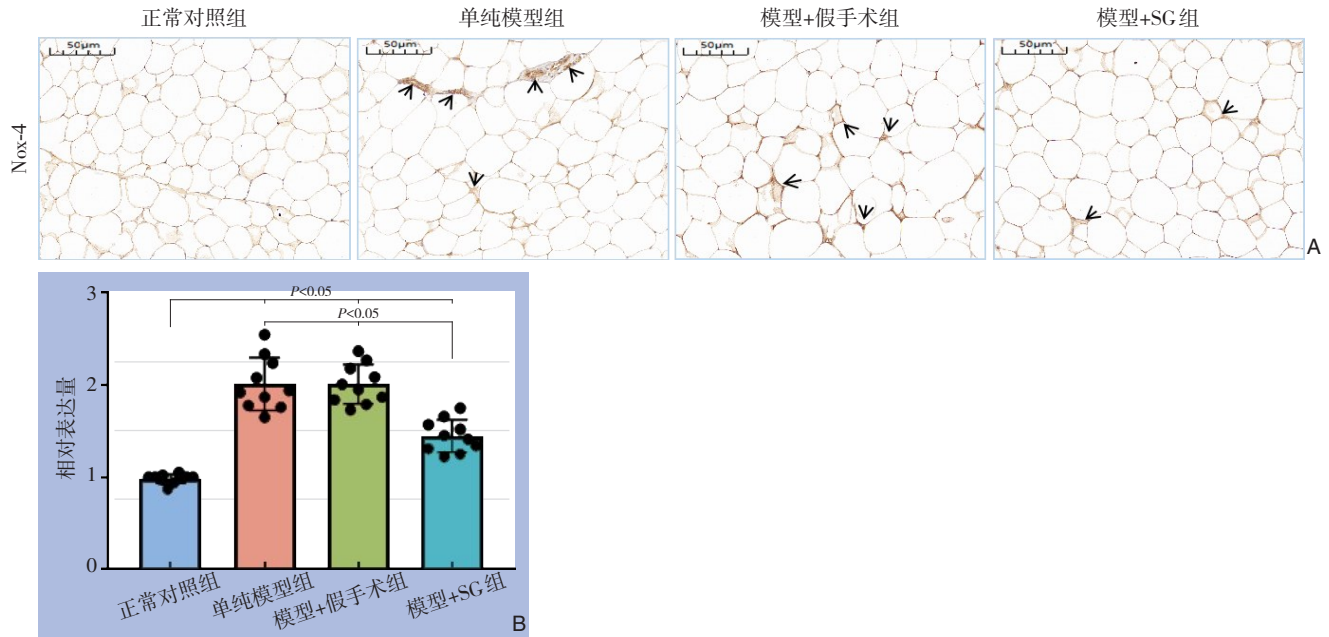 正常对照组
单纯模型组
模型+假手术组
模型+SG组
50μm
50μm
50μm
50μm
Nox-4
A
3
2
1
0
相对表达量
P<0.05
P<0.05
正常对照组
单纯模型组
模型+假手术组
模型+SG组
B